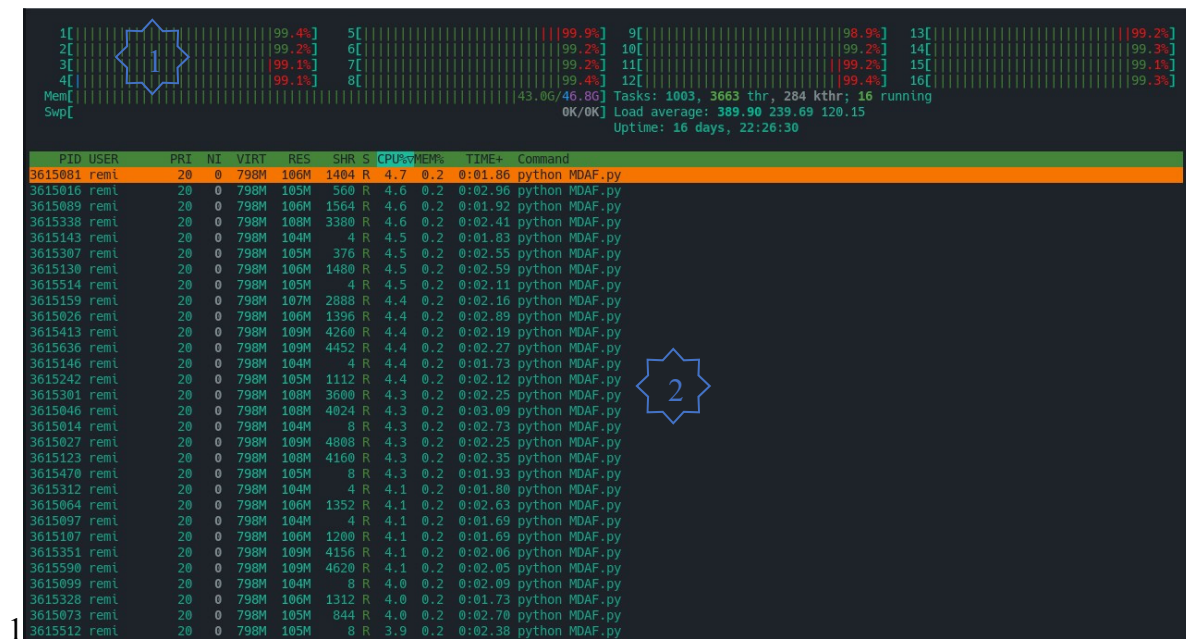 1[99.4%] 5[99.9%] 9[98.9%] 13[99.2%]
2[99.2%] 6[99.2%] 10[99.2%] 14[99.3%]
3[99.1%] 7[99.2%] 11[99.2%] 15[99.1%]
4[99.1%] 8[99.4%] 12[99.4%] 16[99.3%]
1
Mem[43.0G/46.8G] Tasks: 1003, 3663 thr, 284 kthr; 16 running
Swp[0K/0K] Load average: 389.90 239.69 120.15
Uptime: 16 days, 22:26:30
PID USER PRI NI VIRT RES SHR S CPU%▽MEM% TIME+ Command
3615081 remi 20 0 798M 106M 1404 R 4.7 0.2 0:01.86 python MDAF.py
3615016 remi 20 0 798M 105M 560 R 4.6 0.2 0:02.96 python MDAF.py
3615089 remi 20 0 798M 106M 1564 R 4.6 0.2 0:01.92 python MDAF.py
3615338 remi 20 0 798M 108M 3380 R 4.6 0.2 0:02.41 python MDAF.py
3615143 remi 20 0 798M 104M 4 R 4.5 0.2 0:01.83 python MDAF.py
3615307 remi 20 0 798M 105M 376 R 4.5 0.2 0:02.55 python MDAF.py
3615130 remi 20 0 798M 106M 1480 R 4.5 0.2 0:02.59 python MDAF.py
3615514 remi 20 0 798M 105M 4 R 4.5 0.2 0:02.11 python MDAF.py
3615159 remi 20 0 798M 107M 2888 R 4.4 0.2 0:02.16 python MDAF.py
3615026 remi 20 0 798M 106M 1396 R 4.4 0.2 0:02.89 python MDAF.py
3615413 remi 20 0 798M 109M 4260 R 4.4 0.2 0:02.19 python MDAF.py
3615636 remi 20 0 798M 109M 4452 R 4.4 0.2 0:02.27 python MDAF.py
3615146 remi 20 0 798M 104M 4 R 4.4 0.2 0:01.73 python MDAF.py
3615242 remi 20 0 798M 105M 1112 R 4.4 0.2 0:02.12 python MDAF.py
2
3615301 remi 20 0 798M 108M 3600 R 4.3 0.2 0:02.25 python MDAF.py
3615046 remi 20 0 798M 108M 4024 R 4.3 0.2 0:03.09 python MDAF.py
3615014 remi 20 0 798M 104M 8 R 4.3 0.2 0:02.73 python MDAF.py
3615027 remi 20 0 798M 109M 4808 R 4.3 0.2 0:02.25 python MDAF.py
3615123 remi 20 0 798M 108M 4160 R 4.3 0.2 0:02.35 python MDAF.py
3615470 remi 20 0 798M 105M 8 R 4.3 0.2 0:01.93 python MDAF.py
3615312 remi 20 0 798M 104M 4 R 4.1 0.2 0:01.80 python MDAF.py
3615064 remi 20 0 798M 106M 1352 R 4.1 0.2 0:02.63 python MDAF.py
3615097 remi 20 0 798M 104M 4 R 4.1 0.2 0:01.69 python MDAF.py
3615107 remi 20 0 798M 106M 1200 R 4.1 0.2 0:01.69 python MDAF.py
3615351 remi 20 0 798M 109M 4156 R 4.1 0.2 0:02.06 python MDAF.py
3615590 remi 20 0 798M 109M 4620 R 4.1 0.2 0:02.05 python MDAF.py
3615099 remi 20 0 798M 104M 8 R 4.0 0.2 0:02.09 python MDAF.py
3615328 remi 20 0 798M 106M 1312 R 4.0 0.2 0:01.73 python MDAF.py
3615073 remi 20 0 798M 105M 844 R 4.0 0.2 0:02.70 python MDAF.py
3615512 remi 20 0 798M 105M 8 R 3.9 0.2 0:02.38 python MDAF.py
1